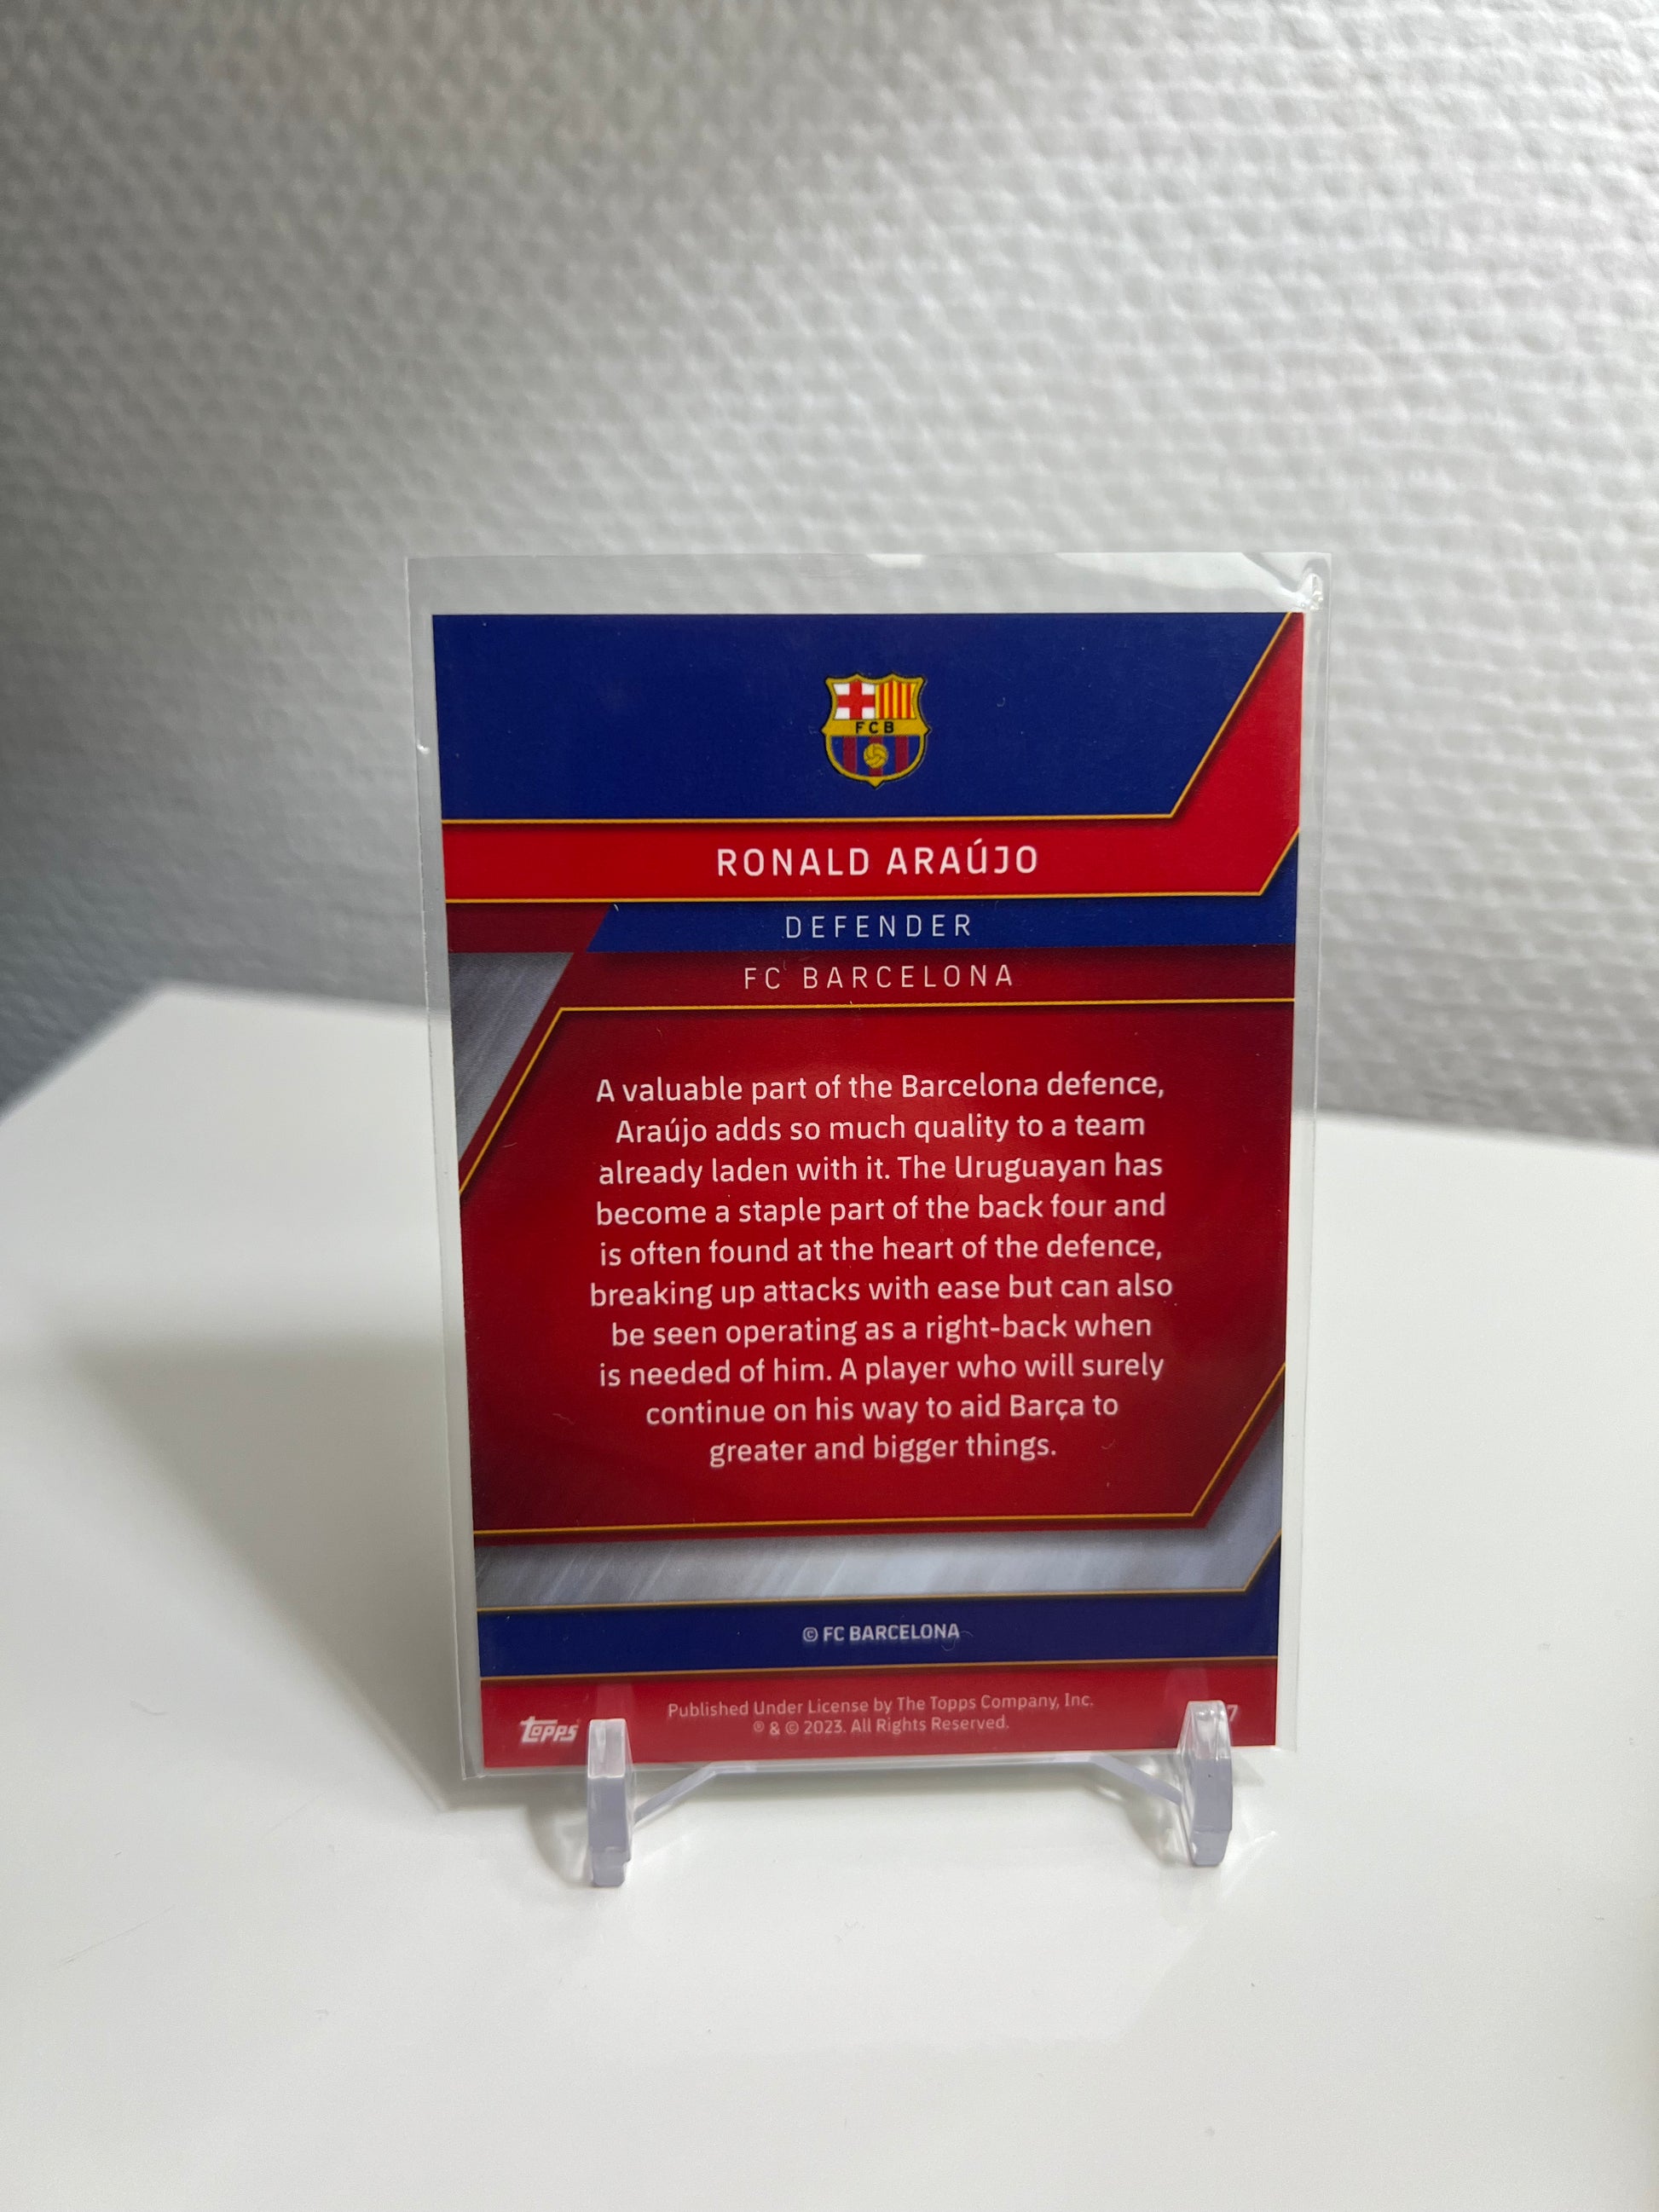 FCB
RONALD ARAÚJO
DEFENDER
FC BARCELONA
A valuable part of the Barcelona defence,
Araújo adds so much quality to a team
already laden with it. The Uruguayan has
become a staple part of the back four and
is often found at the heart of the defence,
breaking up attacks with ease but can also
be seen operating as a right-back when
is needed of him. A player who will surely
continue on his way to aid Barça to
greater and bigger things.
© FC BARCELONA
Published Under License by The Topps Company, Inc.
® & © 2023. All Rights Reserved.
Topps